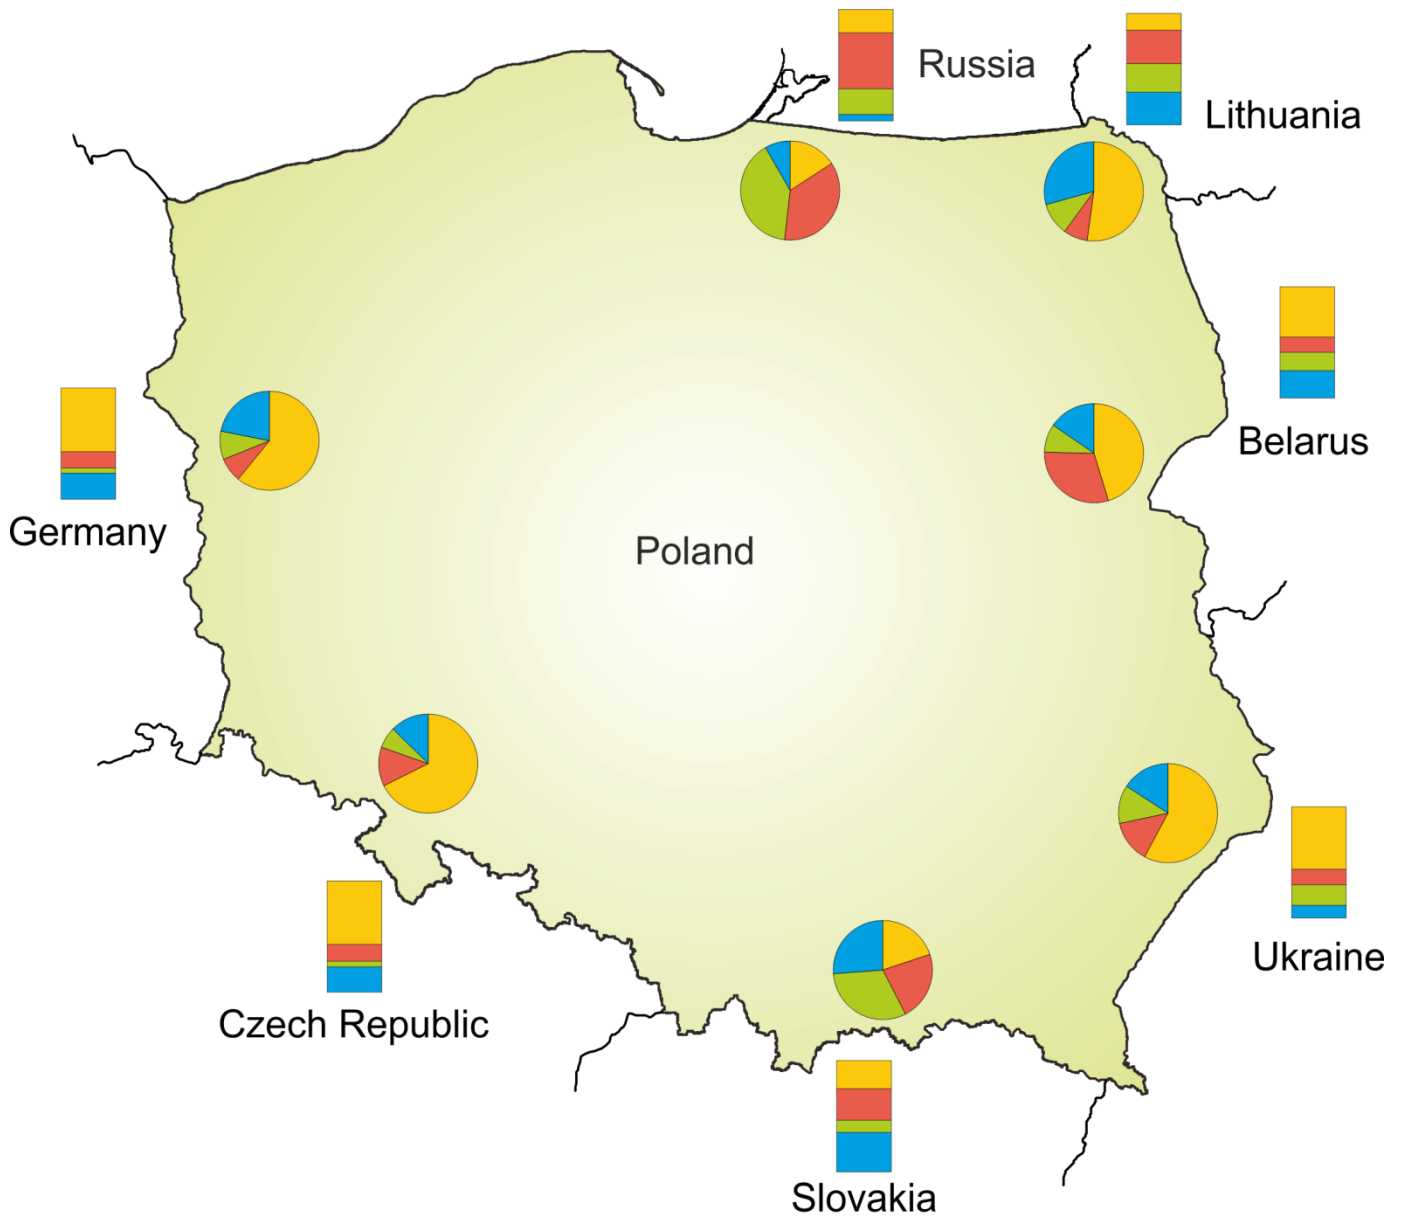 Russia
Lithuania
Belarus
Germany
Poland
Ukraine
Czech Republic
Slovakia